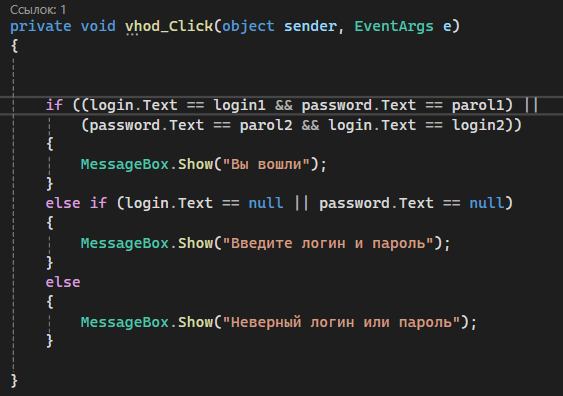 Ссылок: 1
private void vhod_Click(object sender, EventArgs e)
{
if ((login.Text == login1 && password.Text == parol1) ||
(password.Text == parol2 && login.Text == login2))
{
MessageBox.Show("Вы вошли");
}
else if (login.Text == null || password.Text == null)
{
MessageBox.Show("Введите логин и пароль");
}
else
{
MessageBox.Show("Неверный логин или пароль");
}
}